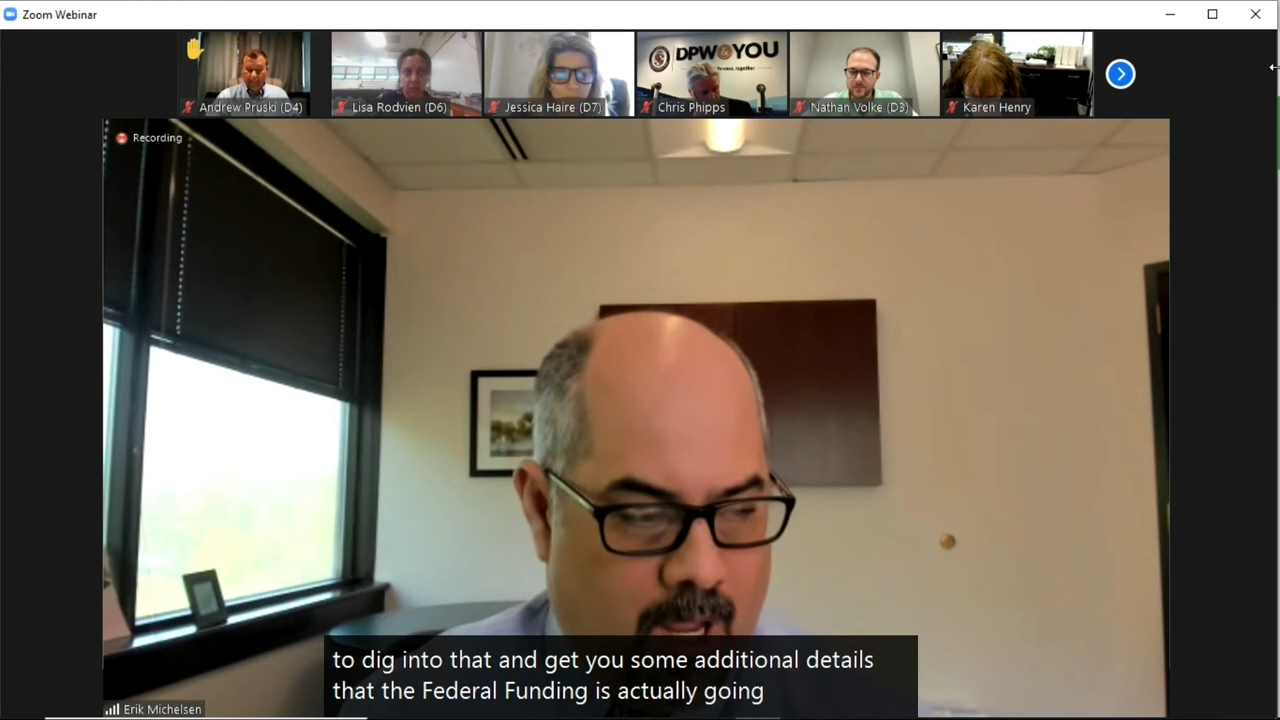 Zoom Webinar
DPW & YOU
together
Andrew Pruski (D4)
Lisa Rodvien (D6)
Jessica Haire (D7)
Chris Phipps
Nathan Volke (D3)
Karen Henry
Recording
to dig into that and get you some additional details
that the Federal Funding is actually going
Erik Michelsen